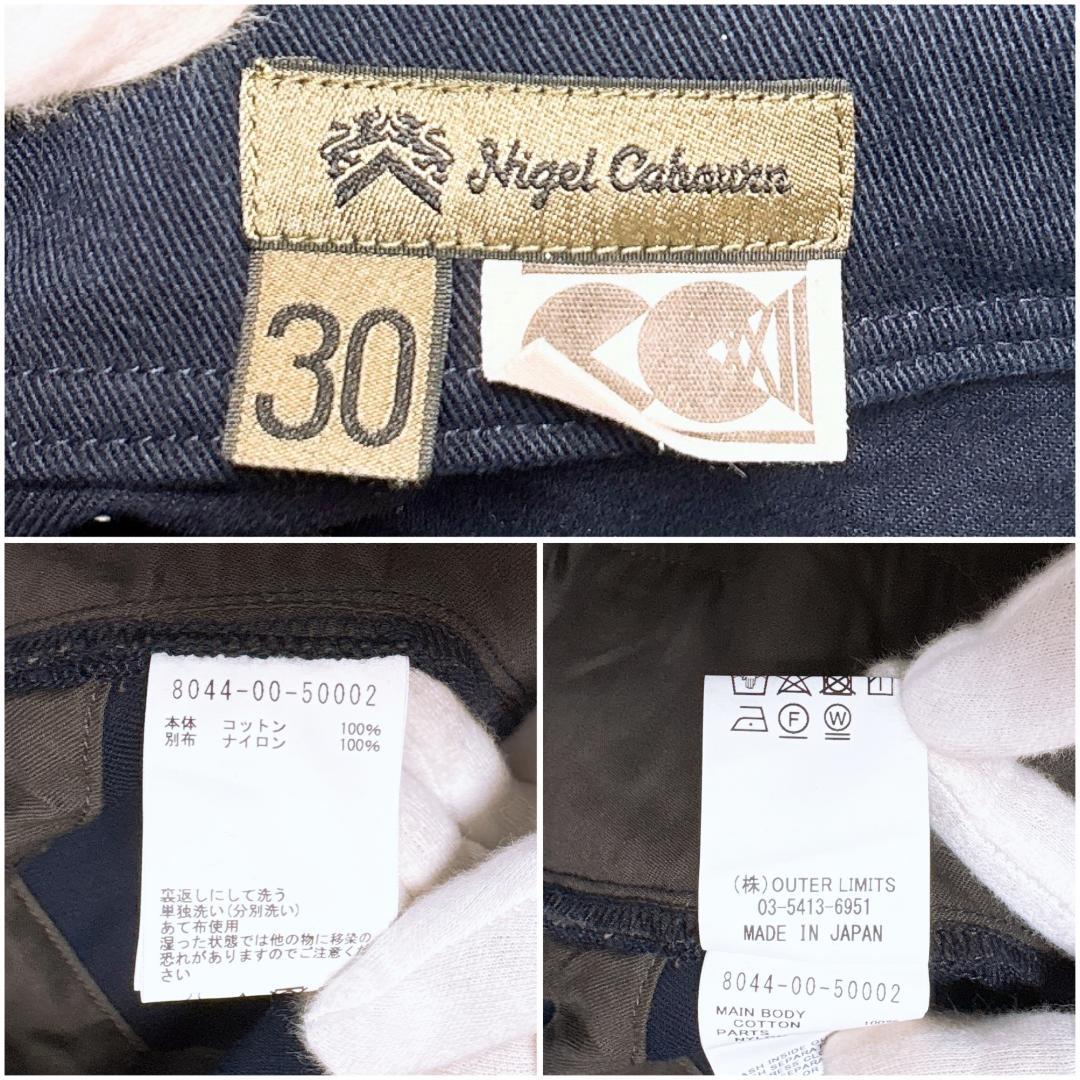 Nigel Cabourn
30
8044-00-50002
本体 コットン 100%
別布 ナイロン 100%
裏返しにして洗う
単独洗い(分別洗い)
あて布使用
湿った状態では他の物に移染の
恐れがありますのでご注意くだ
さい
F W
(株)OUTER LIMITS
03-5413-6951
MADE IN JAPAN
8044-00-50002
MAIN BODY
COTTON 100%
PARTS